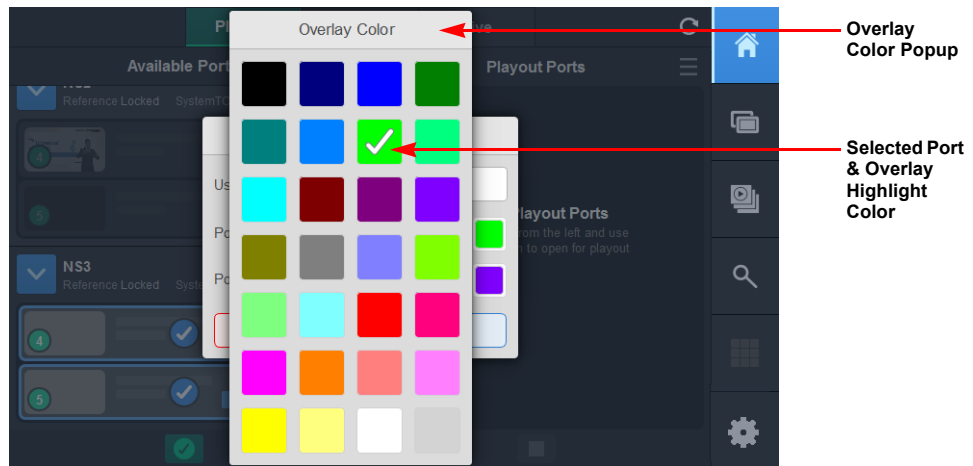 Pl
Overlay Color
ve
Available Port
Playout Ports
Reference Locked SystemTC
4
5
Us
Po
Po
layout Ports
rom the left and use
n to open for playout
NS3
Reference Locked Syste
4
5
Overlay
Color Popup
Selected Port
& Overlay
Highlight
Color